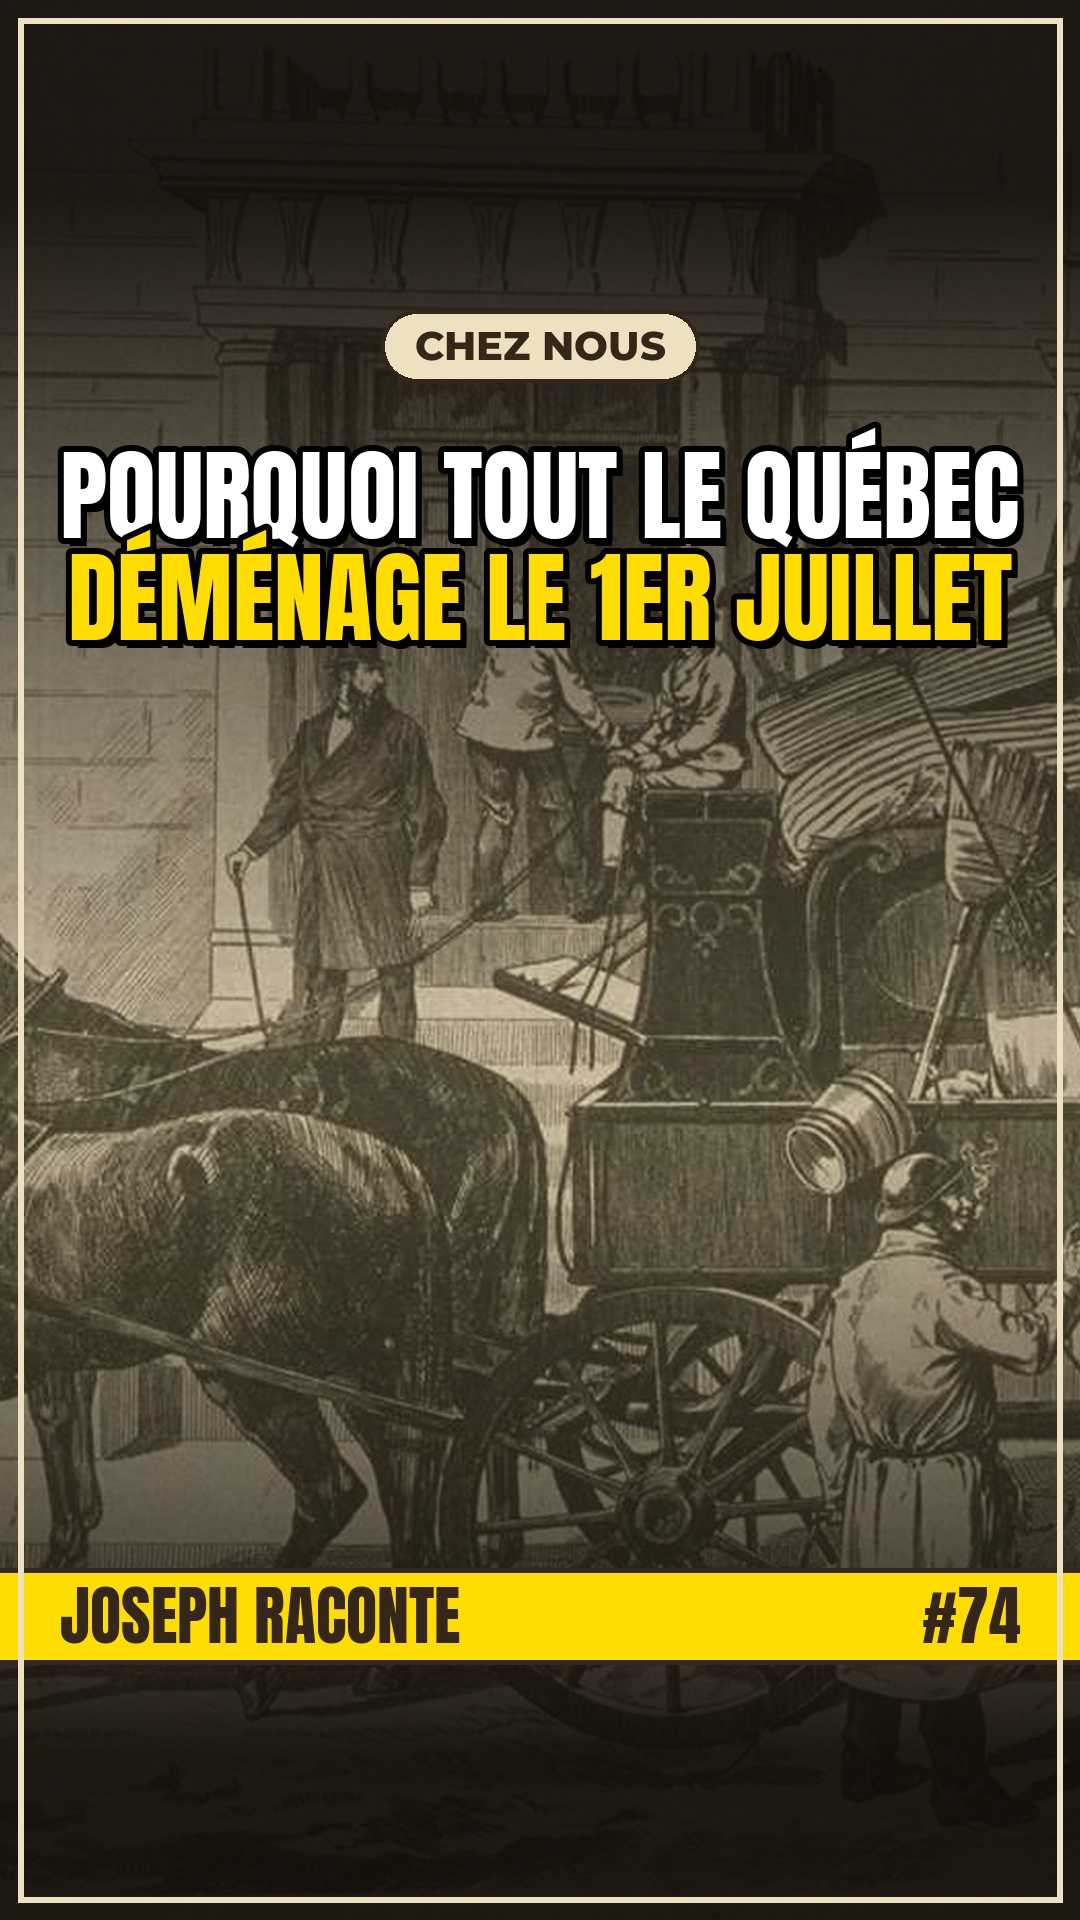 CHEZ NOUS
POURQUOI TOUT LE QUÉBEC
DÉMÉNAGE LE 1ER JUILLET
JOSEPH RACONTE
#74